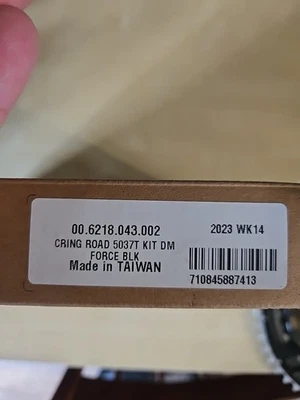 00.6218.043.002
2023 WK14
CRING ROAD 5037T KIT DM
FORCE BLK
Made in TAIWAN
710845887413